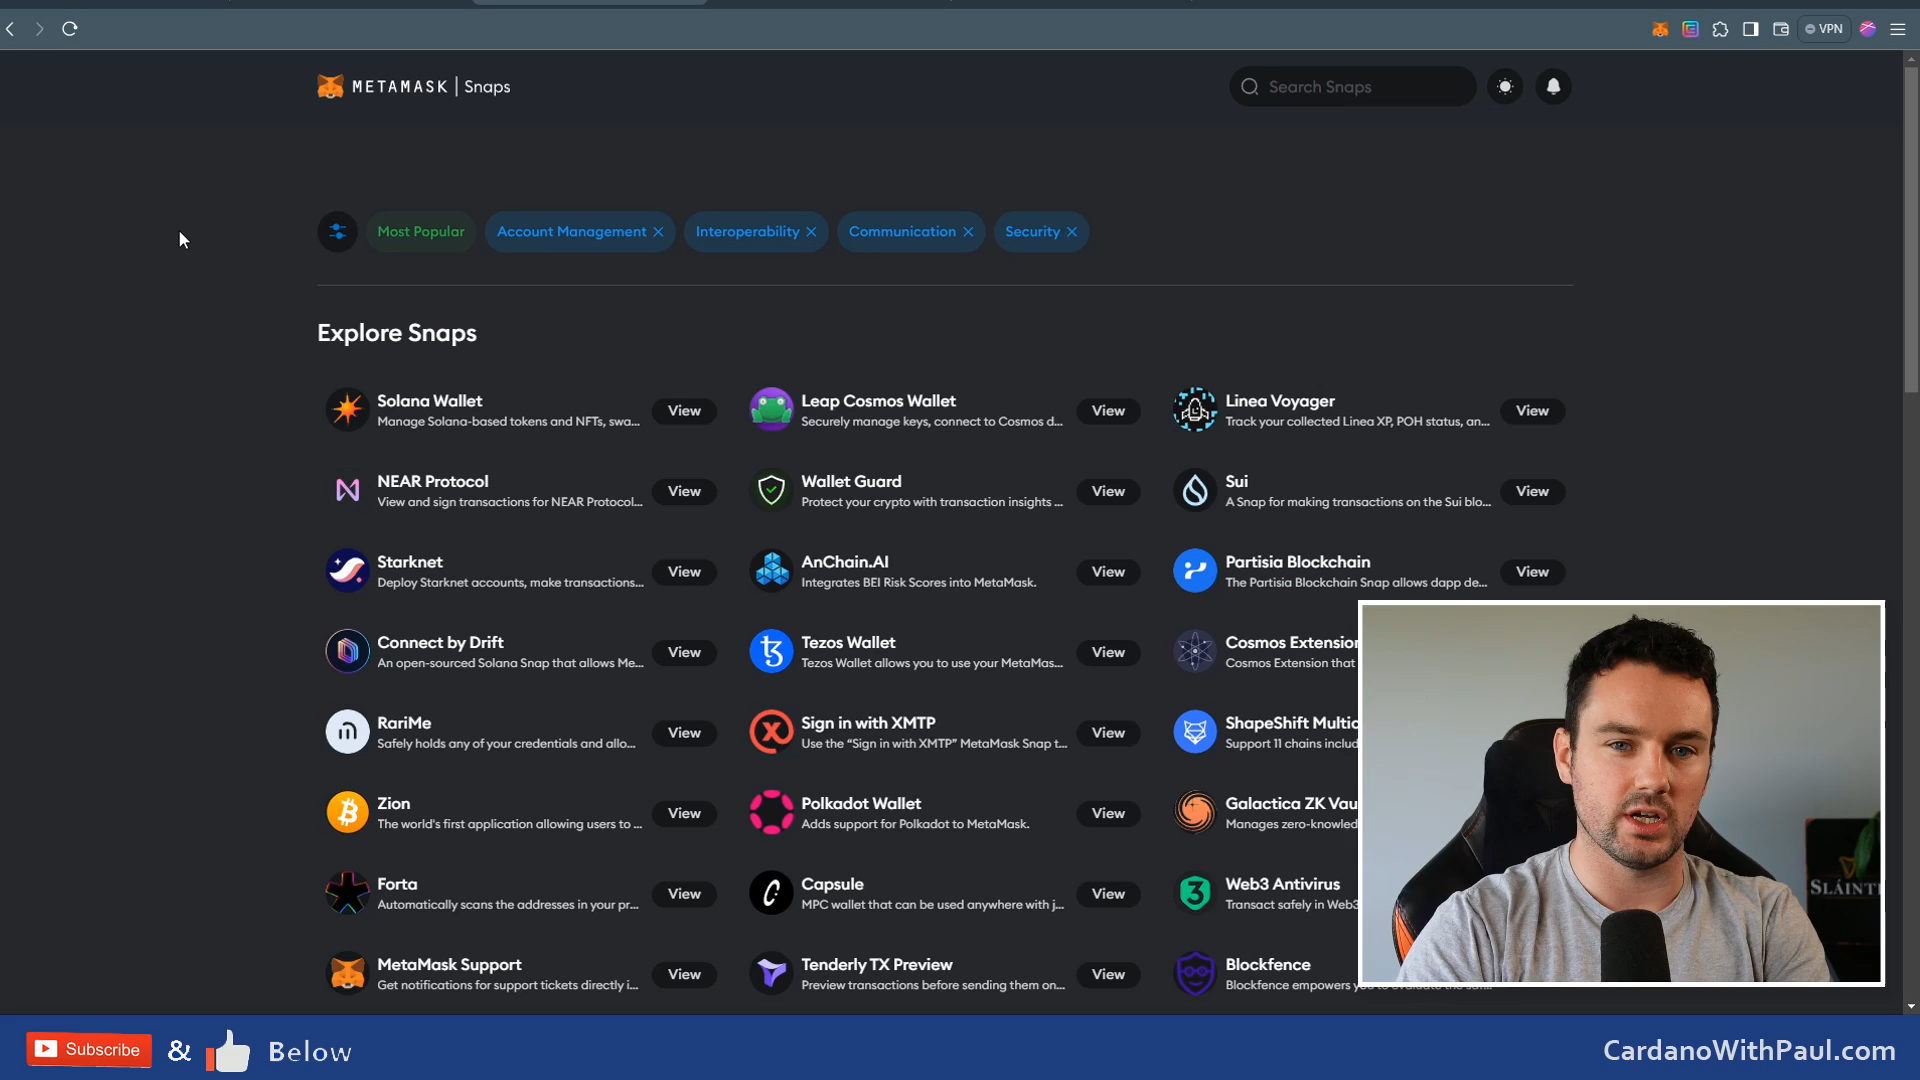 VPN
METAMASK | Snaps
Search Snaps
Most Popular
Account Management
Interoperability
Communication
Security
Explore Snaps
Solana Wallet
Manage Solana-based tokens and NFTs, swa...
View
Leap Cosmos Wallet
Securely manage keys, connect to Cosmos d...
View
Linea Voyager
Track your collected Linea XP, POH status, an...
View
NEAR Protocol
View and sign transactions for NEAR Protocol...
View
Wallet Guard
Protect your crypto with transaction insights ...
View
Sui
A Snap for making transactions on the Sui blo...
View
Starknet
Deploy Starknet accounts, make transactions...
View
AnChain.AI
Integrates BEI Risk Scores into MetaMask.
View
Partisia Blockchain
The Partisia Blockchain Snap allows dapp de...
View
Connect by Drift
An open-sourced Solana Snap that allows Me...
View
Tezos Wallet
Tezos Wallet allows you to use your MetaMas...
View
Cosmos Extension
Cosmos Extension that
RariMe
Safely holds any of your credentials and allo...
View
Sign in with XMTP
Use the “Sign in with XMTP” MetaMask Snap t...
View
ShapeShift
Support 11 chains
Zion
The world's first application allowing users to ...
View
Polkadot Wallet
Adds support for Polkadot to MetaMask.
View
Galactica ZK
Manages
Forta
Automatically scans the addresses in your pr...
View
Capsule
MPC wallet that can be used anywhere with j...
View
Web3 Antivirus
Transact safely in Web3
MetaMask Support
Get notifications for support tickets directly i...
View
Tenderly TX Preview
Preview transactions before sending them on...
View
Blockfence
Blockfence empowers
SLÁINT
Subscribe & Below
CardanoWithPaul.com